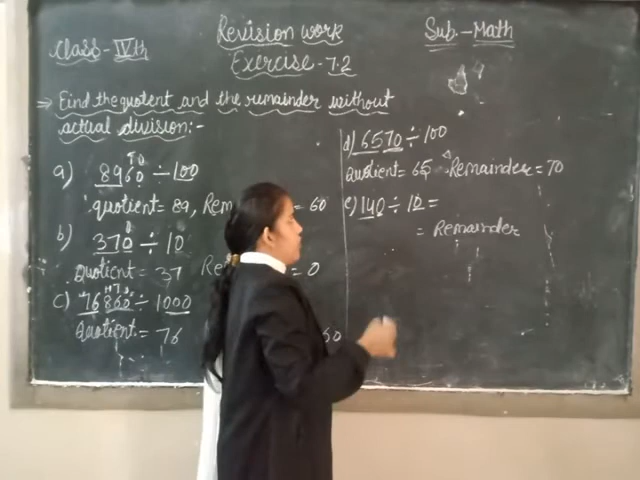 Revision work
Sub.-Math
Class-IVth
Exercise-7.2
⇒ Find the quotent and the remainder without
actual division:-
a) 8960 ÷ 100
quotient = 89, Rem = 60
b) 370 ÷ 10
Quotient = 37 = 0
c) 76860 ÷ 1000
Quotient = 76
d) 6570 ÷ 100
Quotient = 65 Remainder = 70
e) 140 ÷ 10 =
= Remainder